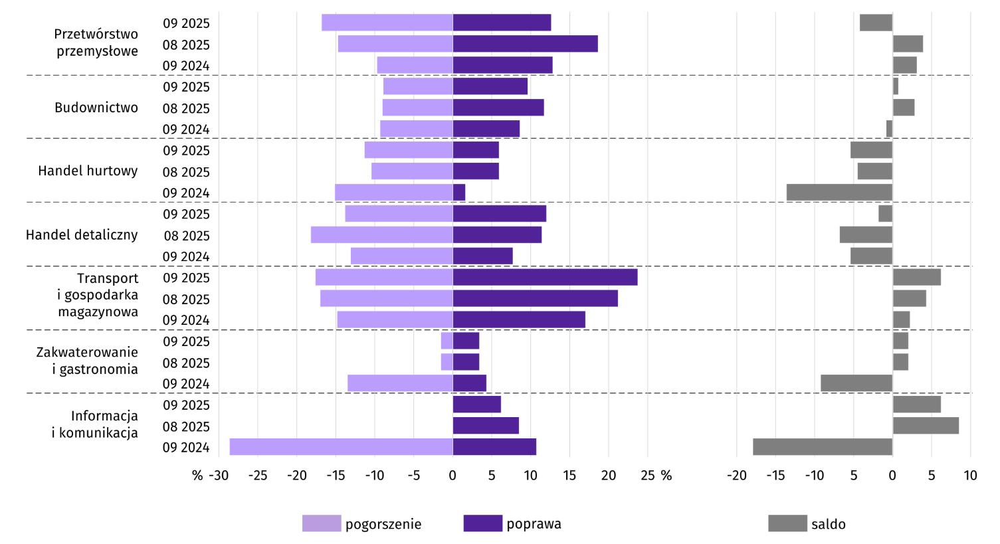 Przetwórstwo
przemysłowe
09 2025
08 2025
09 2024
Budownictwo
09 2025
08 2025
09 2024
Handel hurtowy
09 2025
08 2025
09 2024
Handel detaliczny
09 2025
08 2025
09 2024
Transport
i gospodarka
magazynowa
09 2025
08 2025
09 2024
Zakwaterowanie
i gastronomia
09 2025
08 2025
09 2024
Informacja
i komunikacja
09 2025
08 2025
09 2024
% -30 -25 -20 -15 -10 -5 0 5 10 15 20 25 % -20 -15 -10 5 0 5 10
pogorszenie poprawa saldo